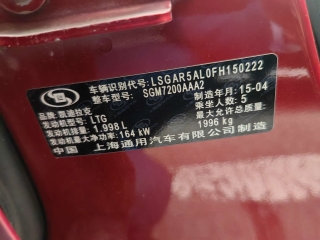 车辆识别代号: LSGAR5AL0FH150222
整车型号: SGM7200AAA2
品牌: 凯迪拉克 制造年月: 15-04
发动机型号: LTG 乘坐人数: 5
发动机排量: 1.998 L 最大允许总质量:
发动机最大净功率: 164 kW 1996 kg
中国 上海通用汽车有限公司制造